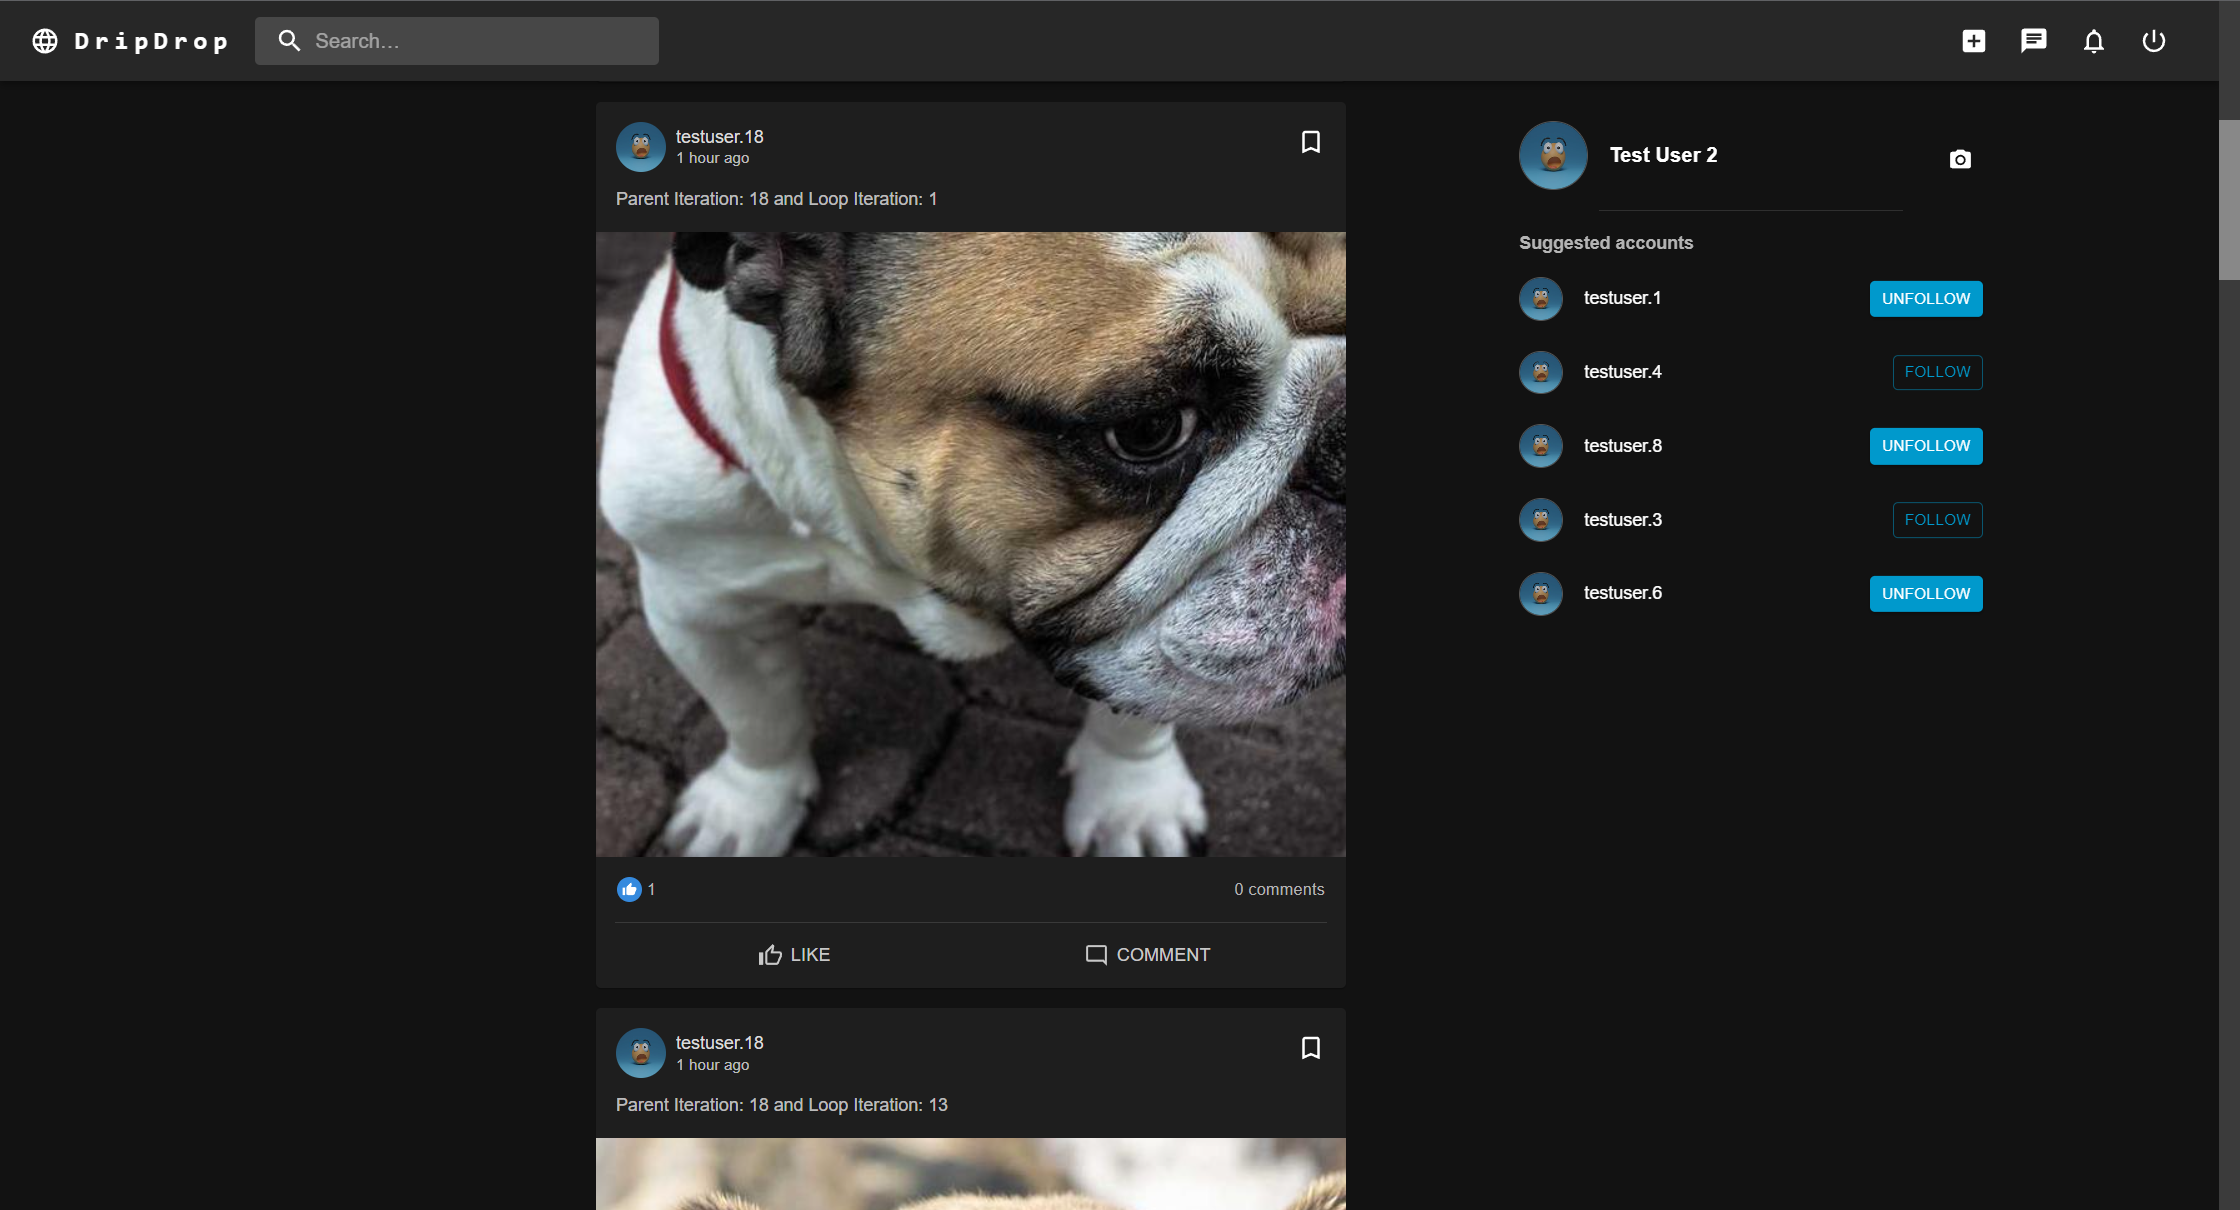 DripDrop
Search...
testuser.18
1 hour ago
Parent Iteration: 18 and Loop Iteration: 1
1
0 comments
LIKE
COMMENT
testuser.18
1 hour ago
Parent Iteration: 18 and Loop Iteration: 13
Test User 2
Suggested accounts
testuser.1
UNFOLLOW
testuser.4
FOLLOW
testuser.8
UNFOLLOW
testuser.3
FOLLOW
testuser.6
UNFOLLOW